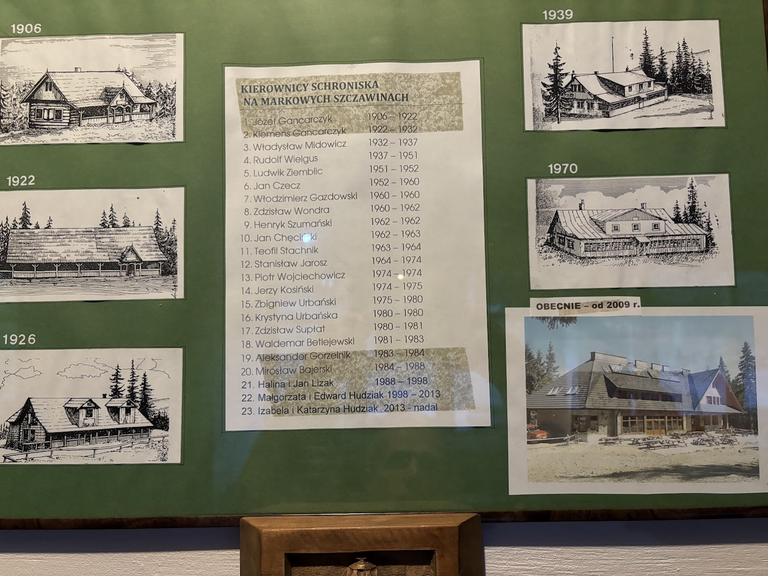 1906
1922
1926
KIEROWNICY SCHRONISKA
NA MARKOWYCH SZCZAWINACH
1. Józef Gancarczyk 1906 – 1922
2. Klemens Gancarczyk 1922 – 1932
3. Władysław Midowicz 1932 – 1937
4. Rudolf Wielgus 1937 – 1951
5. Ludwik Ziemblic 1951 – 1952
6. Jan Czecz 1952 – 1960
7. Włodzimierz Gazdowski 1960 – 1960
8. Zdzisław Wondra 1960 – 1962
9. Henryk Szumański 1962 – 1962
10. Jan 1962 – 1963
11. Teofil Stachnik 1963 – 1964
12. Stanisław Jarosz 1964 – 1974
13. Piotr Wojciechowicz 1974 – 1974
14. Jerzy Kosiński 1974 – 1975
15. Zbigniew Urbański 1975 – 1980
16. Krystyna Urbańska 1980 – 1980
17. Zdzisław Supłat 1980 – 1981
18. Waldemar Betlejewski 1981 – 1983
19. Aleksander Gorzelnik 1983 – 1984
20. Mirosław Bajerski 1984 – 1988
21. Halina i Jan Lizak 1988 – 1998
22. Małgorzata i Edward Hudziak 1998 – 2013
23. Izabela i Katarzyna Hudziak 2013 - nadal
1939
1970
OBECNIE – od 2009 r.